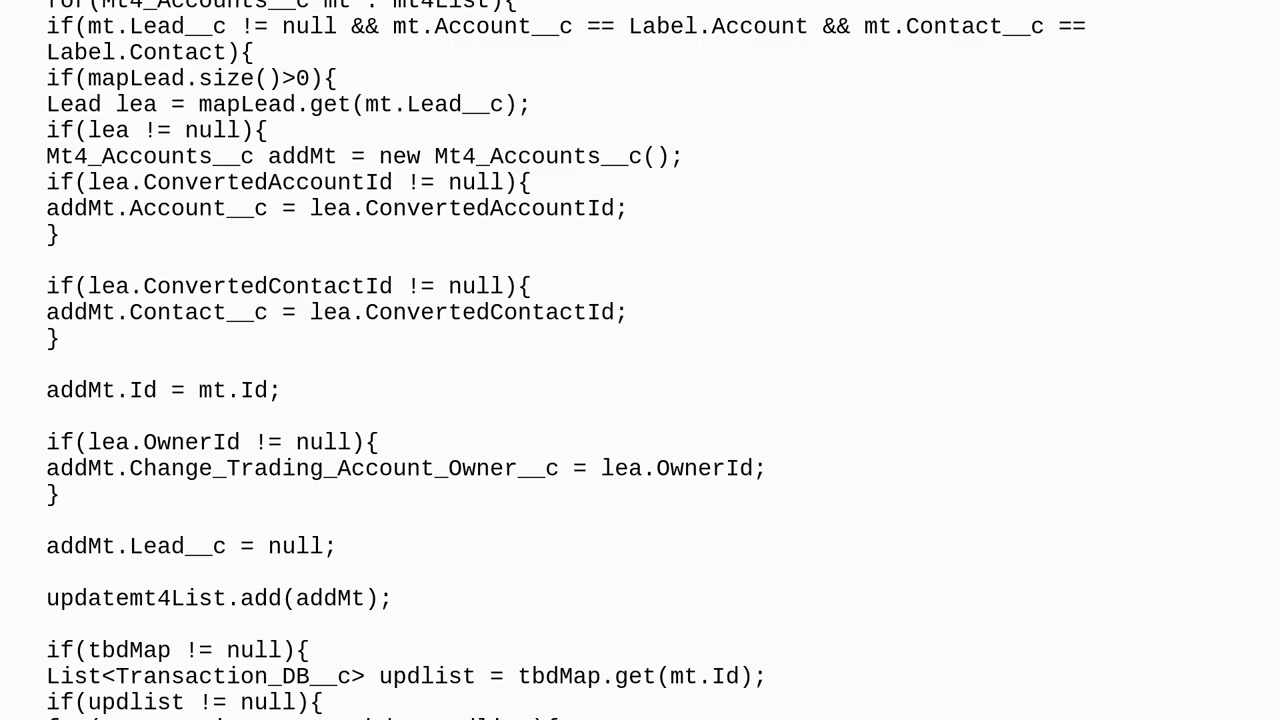 for(Mt4_Accounts__c mt : mt4List){
if(mt.Lead__c != null && mt.Account__c == Label.Account && mt.Contact__c ==
Label.Contact){
if(mapLead.size()>0){
Lead lea = mapLead.get(mt.Lead__c);
if(lea != null){
Mt4_Accounts__c addMt = new Mt4_Accounts__c();
if(lea.ConvertedAccountId != null){
addMt.Account__c = lea.ConvertedAccountId;
}
if(lea.ConvertedContactId != null){
addMt.Contact__c = lea.ConvertedContactId;
}
addMt.Id = mt.Id;
if(lea.OwnerId != null){
addMt.Change_Trading_Account_Owner__c = lea.OwnerId;
}
addMt.Lead__c = null;
updatemt4List.add(addMt);
if(tbdMap != null){
List<Transaction_DB__c> updlist = tbdMap.get(mt.Id);
if(updlist != null){